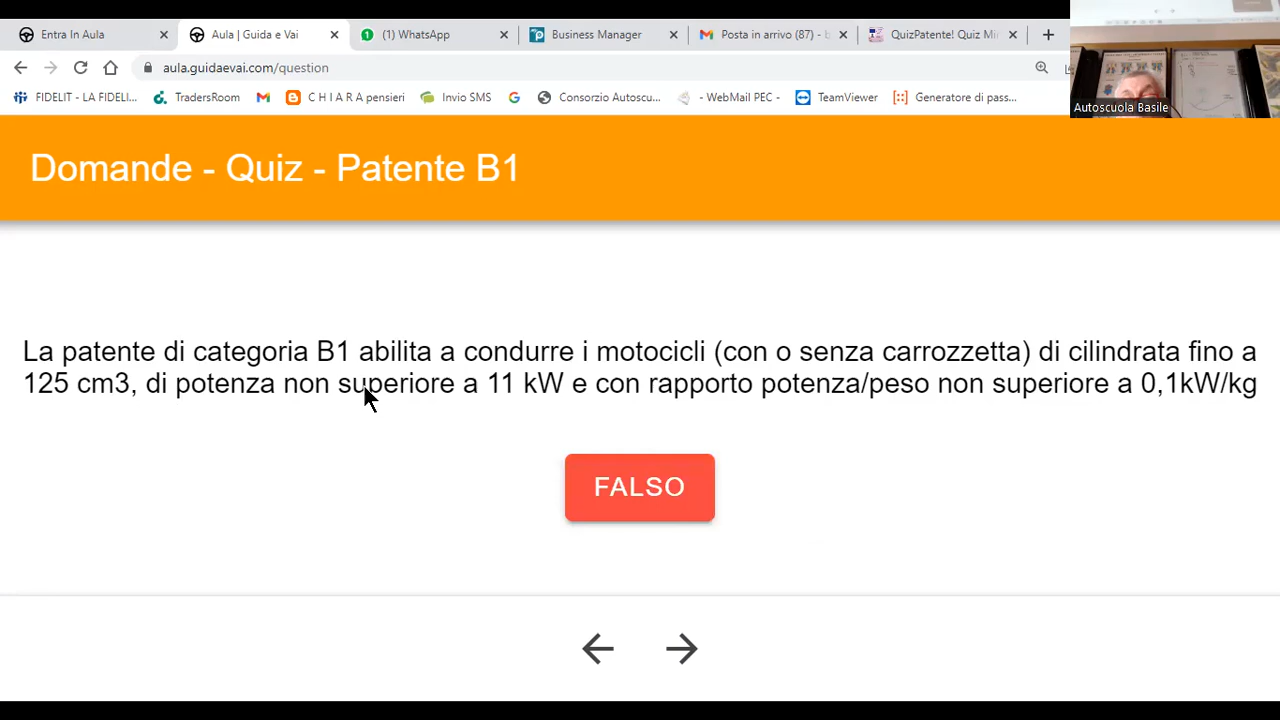 Entra In Aula
Aula | Guida e Vai
(1) WhatsApp
Business Manager
Posta in arrivo (87) - b
QuizPatente! Quiz Mi
aula.guidaevai.com/question
FIDELIT - LA FIDELI...
TradersRoom
C H I A R A pensieri
Invio SMS
Consorzio Autoscu...
- WebMail PEC -
TeamViewer
Generatore di pass...
Autoscuola Basile
Domande - Quiz - Patente B1
La patente di categoria B1 abilita a condurre i motocicli (con o senza carrozzetta) di cilindrata fino a
125 cm3, di potenza non superiore a 11 kW e con rapporto potenza/peso non superiore a 0,1kW/kg
FALSO